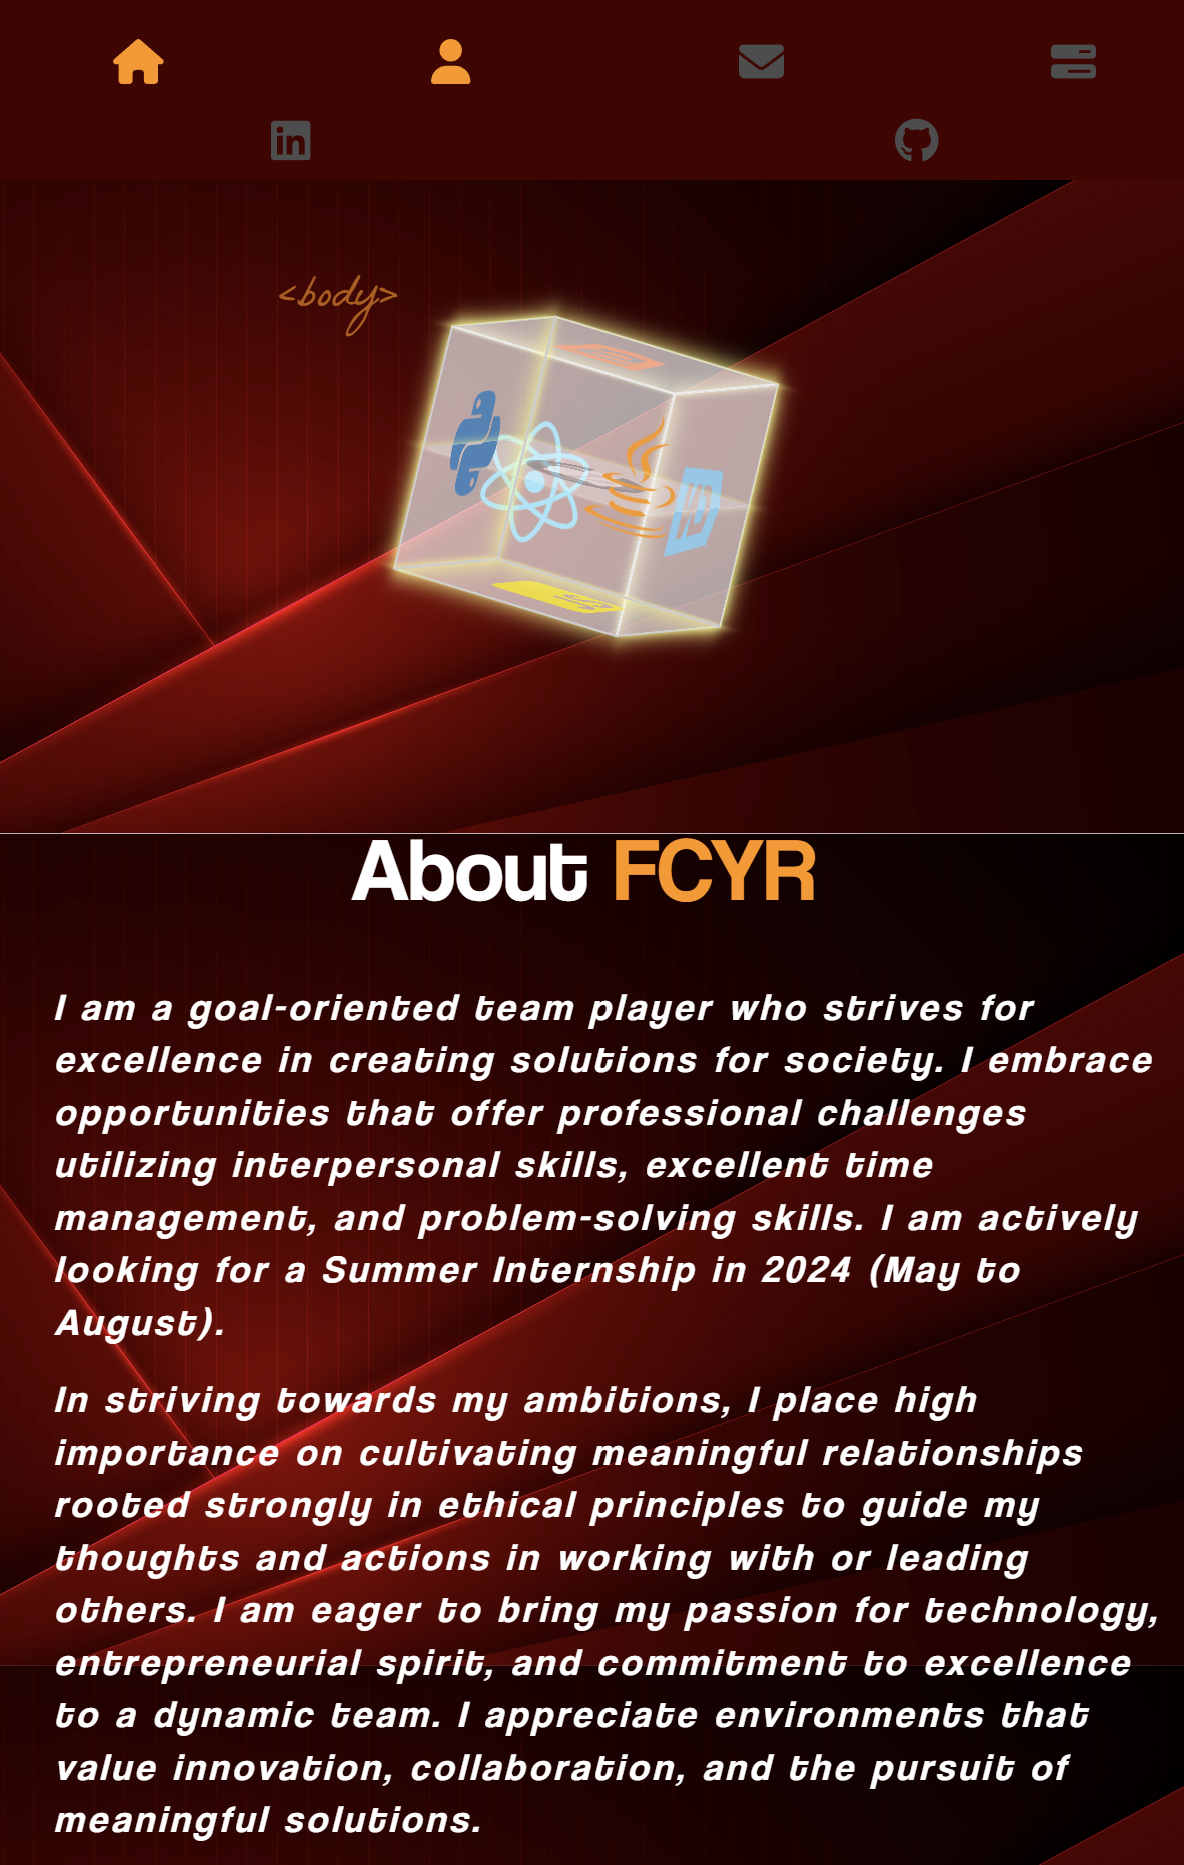 in
<body>
About FCYR
I am a goal-oriented team player who strives for
excellence in creating solutions for society. I embrace
opportunities that offer professional challenges
utilizing interpersonal skills, excellent time
management, and problem-solving skills. I am actively
looking for a Summer Internship in 2024 (May to
August).
In striving towards my ambitions, I place high
importance on cultivating meaningful relationships
rooted strongly in ethical principles to guide my
thoughts and actions in working with or leading
others. I am eager to bring my passion for technology,
entrepreneurial spirit, and commitment to excellence
to a dynamic team. I appreciate environments that
value innovation, collaboration, and the pursuit of
meaningful solutions.